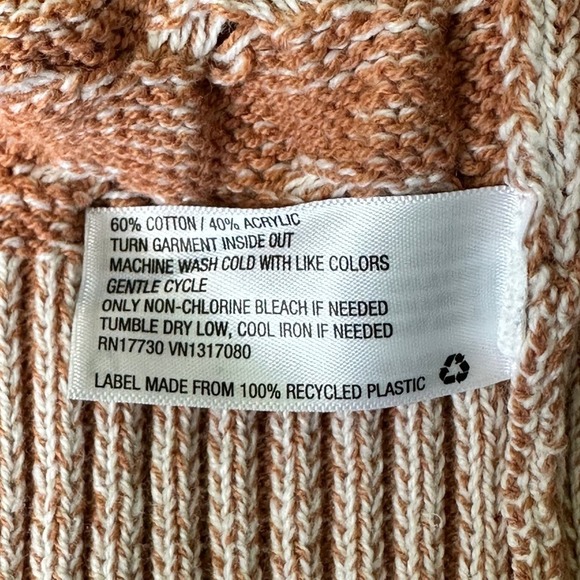 60% COTTON / 40% ACRYLIC
TURN GARMENT INSIDE OUT
MACHINE WASH COLD WITH LIKE COLORS
GENTLE CYCLE
ONLY NON-CHLORINE BLEACH IF NEEDED
TUMBLE DRY LOW, COOL IRON IF NEEDED
RN17730 VN1317080
LABEL MADE FROM 100% RECYCLED PLASTIC